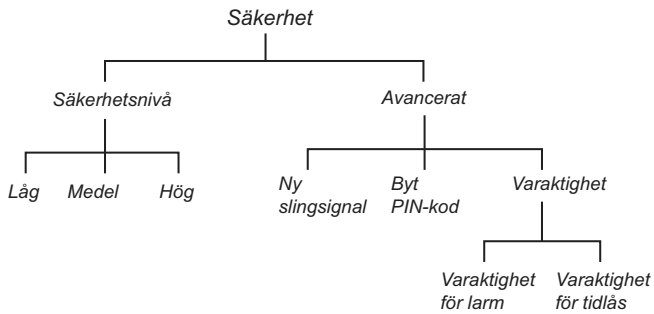 Säkerhet
Säkerhetsnivå
Avancerat
Låg
Medel
Hög
Ny
slingsignal
Byt
PIN-kod
Varaktighet
Varaktighet
för larm
Varaktighet
för tidlås